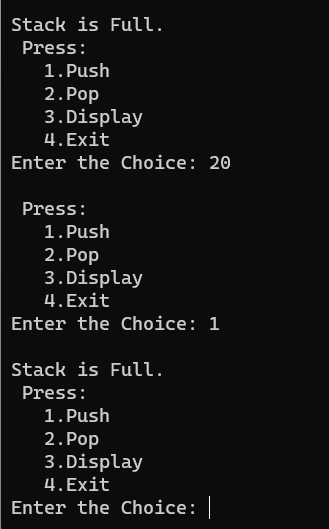 Stack is Full.
 Press:
   1.Push
   2.Pop
   3.Display
   4.Exit
Enter the Choice: 20

 Press:
   1.Push
   2.Pop
   3.Display
   4.Exit
Enter the Choice: 1

Stack is Full.
 Press:
   1.Push
   2.Pop
   3.Display
   4.Exit
Enter the Choice: